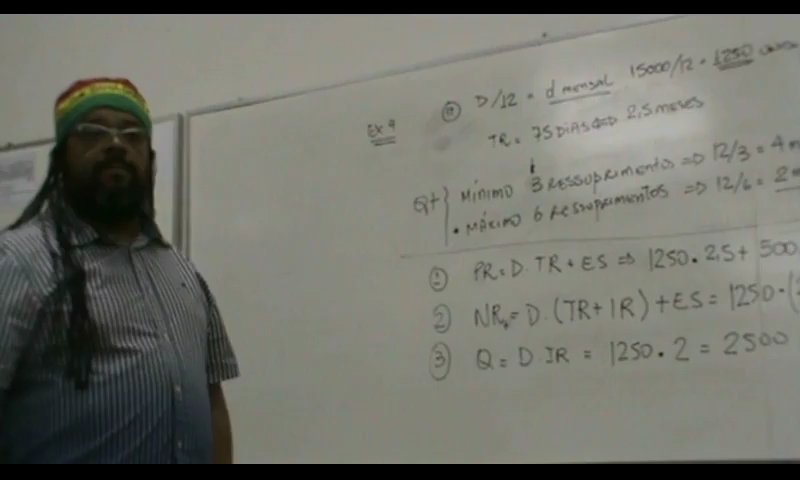 D/12 = d mensal 15000/12 = 1250
EX 9
TR = 75 DIAS => 2,5 MESES
QT } MÍNIMO 3 RESSUPRIMENTOS => 12/3 = 4 m
• MÁXIMO 6 RESSUPRIMENTOS => 12/6 = 2 m
① PR = D. TR + ES => 1250 . 2,5 + 500
② NR = D. (TR + IR) + ES = 1250 . (
③ Q = D IR = 1250 . 2 = 2500